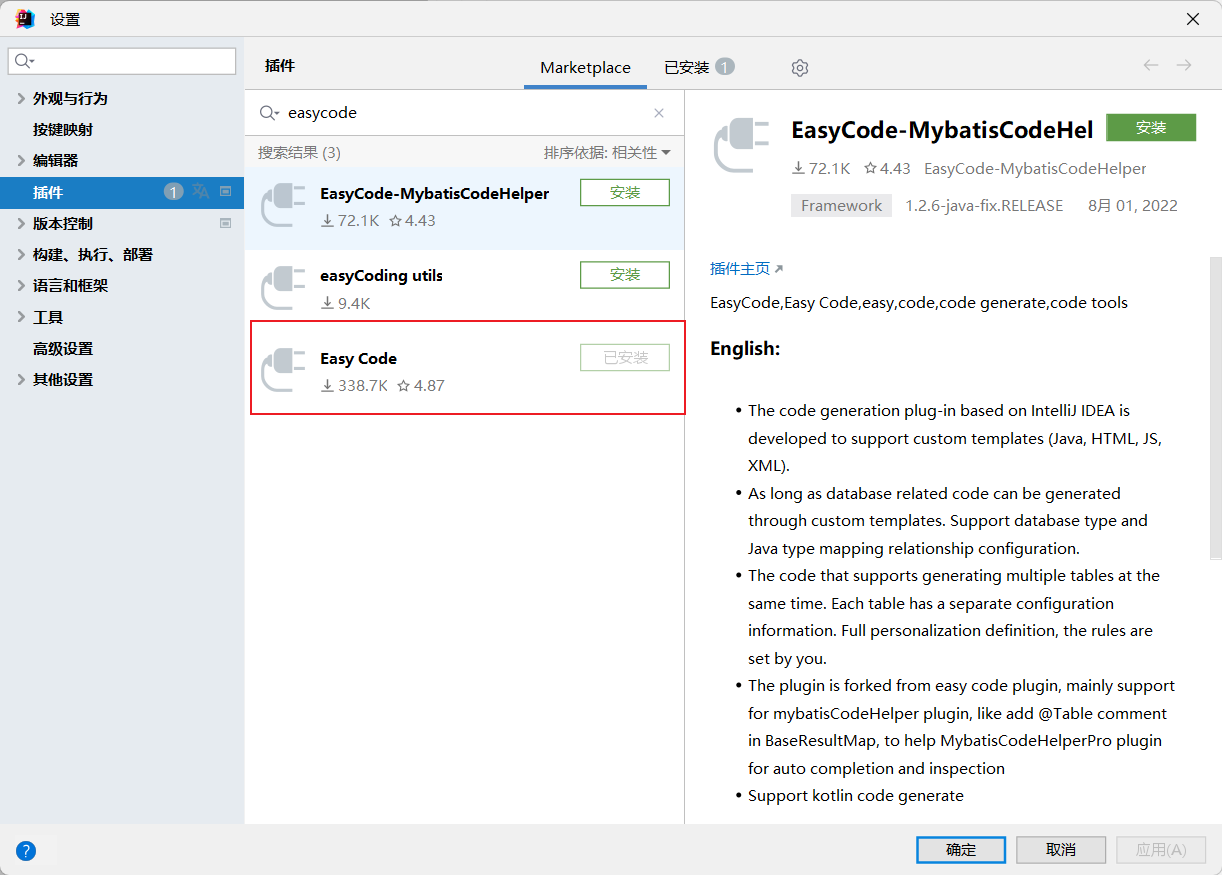 设置
插件
Marketplace
已安装 1
外观与行为
按键映射
编辑器
插件 1
版本控制
构建、执行、部署
语言和框架
工具
高级设置
其他设置
easycode
搜索结果 (3)
排序依据: 相关性
EasyCode-MybatisCodeHelper
安装
72.1K 4.43
easyCoding utils
安装
9.4K
Easy Code
已安装
338.7K 4.87
EasyCode-MybatisCodeHel
安装
72.1K 4.43 EasyCode-MybatisCodeHelper
Framework 1.2.6-java-fix.RELEASE 8月 01, 2022
插件主页
EasyCode,Easy Code,easy,code,code generate,code tools
English:
• The code generation plug-in based on IntelliJ IDEA is
developed to support custom templates (Java, HTML, JS,
XML).
• As long as database related code can be generated
through custom templates. Support database type and
Java type mapping relationship configuration.
• The code that supports generating multiple tables at the
same time. Each table has a separate configuration
information. Full personalization definition, the rules are
set by you.
• The plugin is forked from easy code plugin, mainly support
for mybatisCodeHelper plugin, like add @Table comment
in BaseResultMap, to help MybatisCodeHelperPro plugin
for auto completion and inspection
• Support kotlin code generate
?
确定
取消
应用(A)